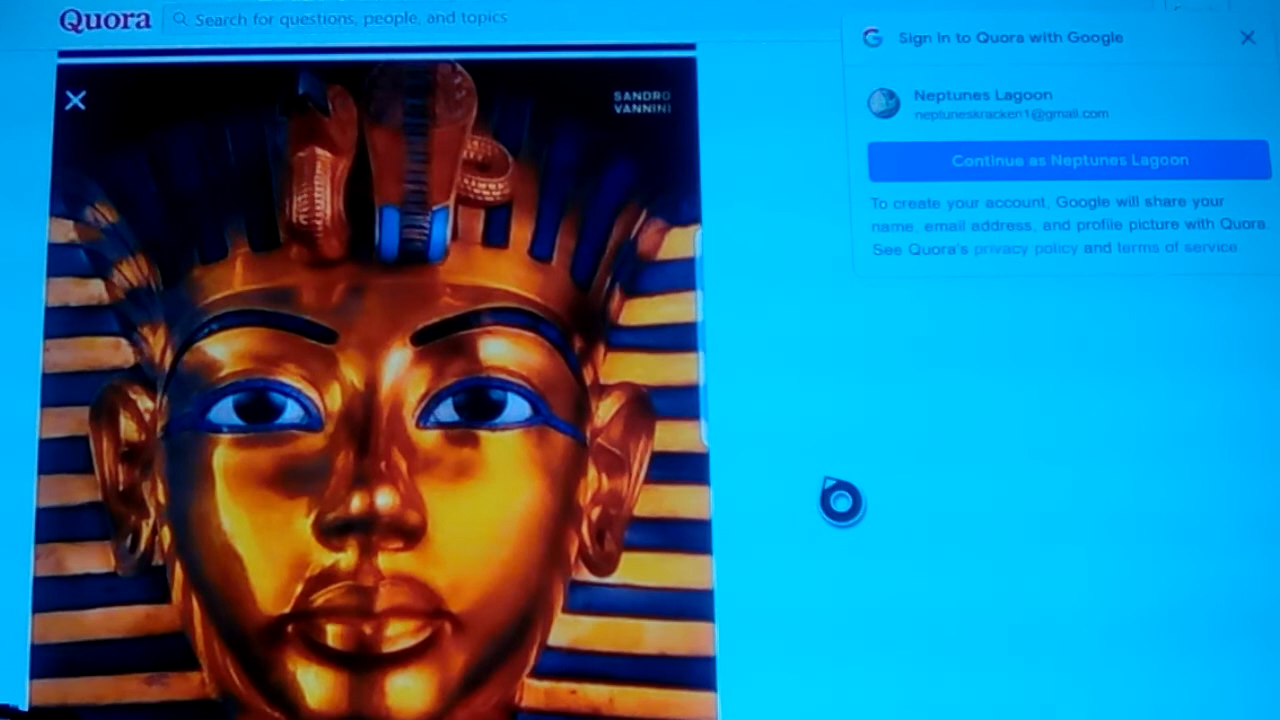 Quora
Search for questions, people, and topics
SANDRO
VANNINI
Sign In to Quora with Google
Neptunes Lagoon
neptuneskracken1@gmail.com
Continue as Neptunes Lagoon
To create your account, Google will share your
name, email address, and profile picture with Quora.
See Quora's privacy policy and terms of service.